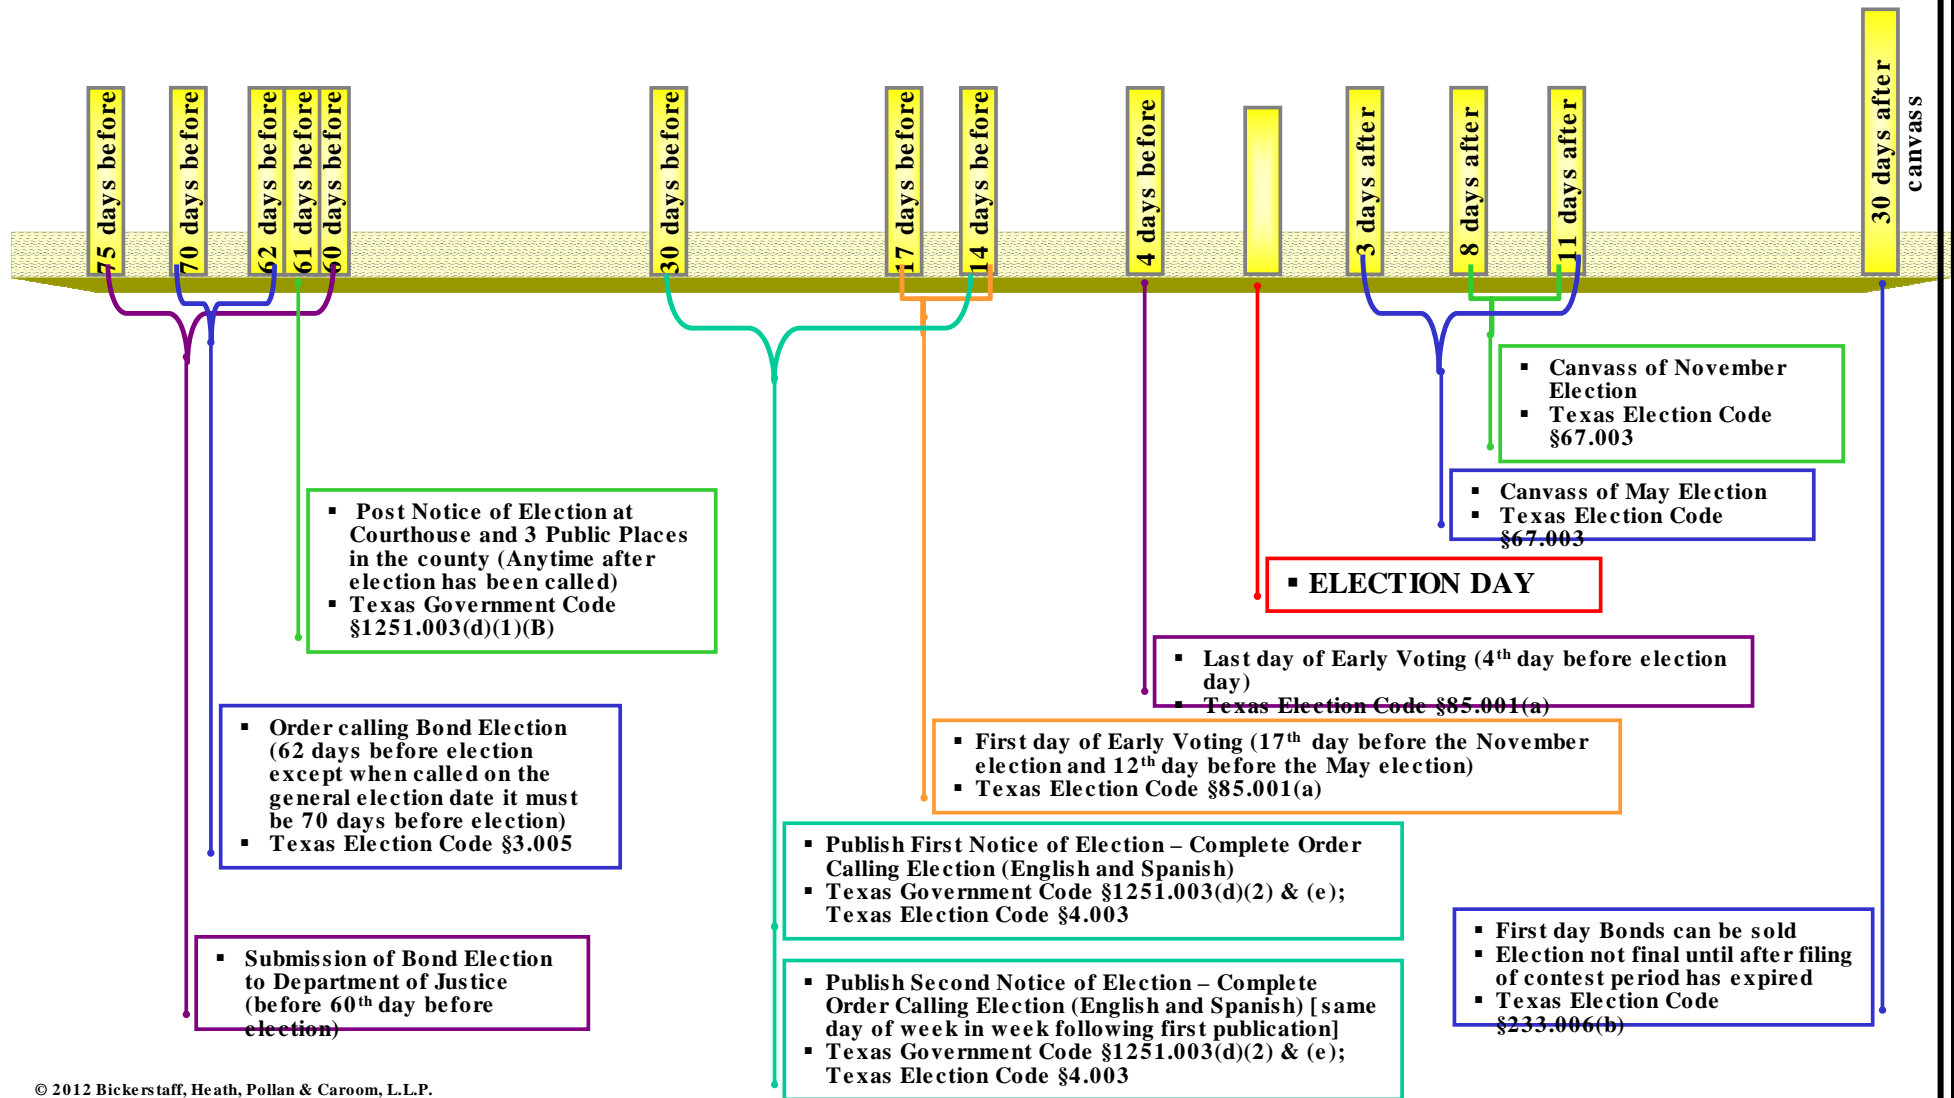 75 days before
70 days before
62 days before
61 days before
60 days before
30 days before
17 days before
14 days before
4 days before
3 days after
8 days after
11 days after
30 days after
canvass
▪ Canvass of November
Election
▪ Texas Election Code
§67.003
▪ Canvass of May Election
▪ Texas Election Code
§67.003
▪ Post Notice of Election at
Courthouse and 3 Public Places
in the county (Anytime after
election has been called)
▪ Texas Government Code
§1251.003(d)(1)(B)
▪ ELECTION DAY
▪ Last day of Early Voting (4th day before election
day)
▪ Texas Election Code §85.001(a)
▪ Order calling Bond Election
(62 days before election
except when called on the
general election date it must
be 70 days before election)
▪ Texas Election Code §3.005
▪ First day of Early Voting (17th day before the November
election and 12th day before the May election)
▪ Texas Election Code §85.001(a)
▪ Publish First Notice of Election – Complete Order
Calling Election (English and Spanish)
▪ Texas Government Code §1251.003(d)(2) & (e);
Texas Election Code §4.003
▪ First day Bonds can be sold
▪ Election not final until after filing
of contest period has expired
▪ Texas Election Code
§233.006(b)
▪ Submission of Bond Election
to Department of Justice
(before 60th day before
election)
▪ Publish Second Notice of Election – Complete
Order Calling Election (English and Spanish) [same
day of week in week following first publication]
▪ Texas Government Code §1251.003(d)(2) & (e);
Texas Election Code §4.003
© 2012 Bickerstaff, Heath, Pollan & Caroom, L.L.P.